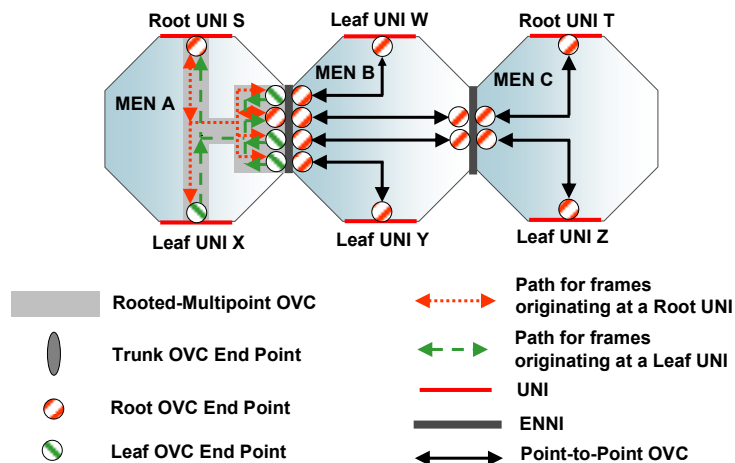 Root UNI S
Leaf UNI W
Root UNI T
MEN A
MEN B
MEN C
Leaf UNI X
Leaf UNI Y
Leaf UNI Z
Rooted-Multipoint OVC
Trunk OVC End Point
Root OVC End Point
Leaf OVC End Point
Path for frames
originating at a Root UNI
Path for frames
originating at a Leaf UNI
UNI
ENNI
Point-to-Point OVC